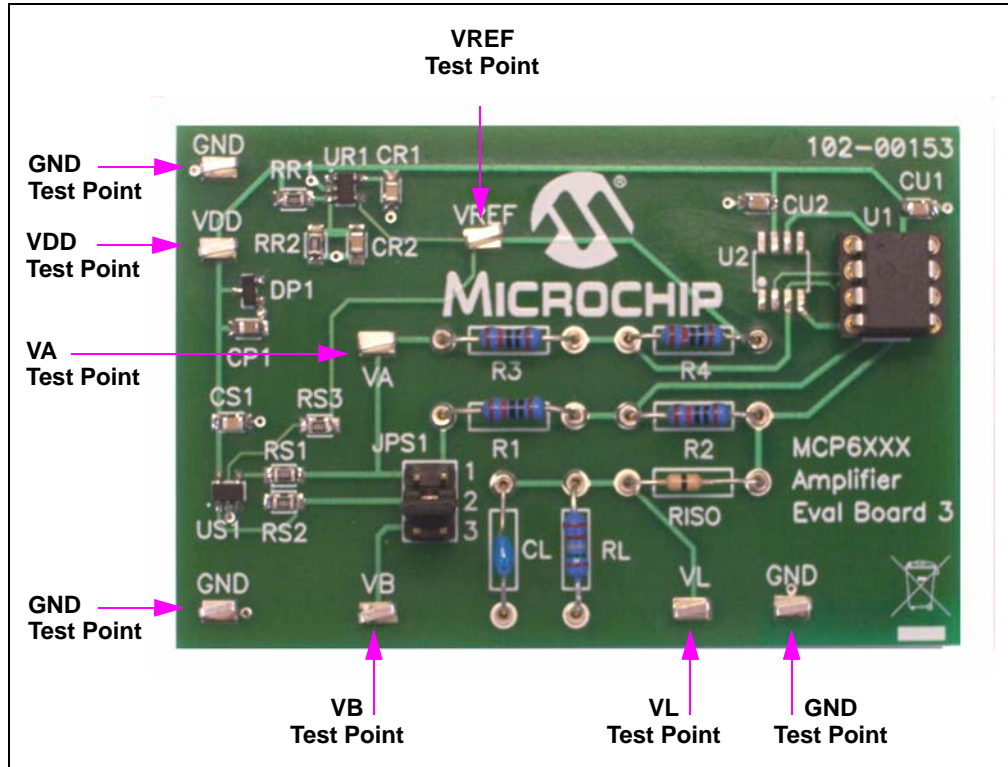 VREF
Test Point
GND
Test Point
VDD
Test Point
VA
Test Point
GND
Test Point
VB
Test Point
VL
Test Point
GND
Test Point
GND
RR1
UR1
CR1
102-00153
VDD
RR2
CR2
VREF
®
CU2
CU1
U1
U2
DP1
MICROCHIP
CP1
VA
R3
R4
CS1
RS3
RS1
JPS1
R1
R2
MCP6XXX
Amplifier
Eval Board 3
1
2
3
US1
RS2
CL
RL
RISO
GND
VB
VL
GND